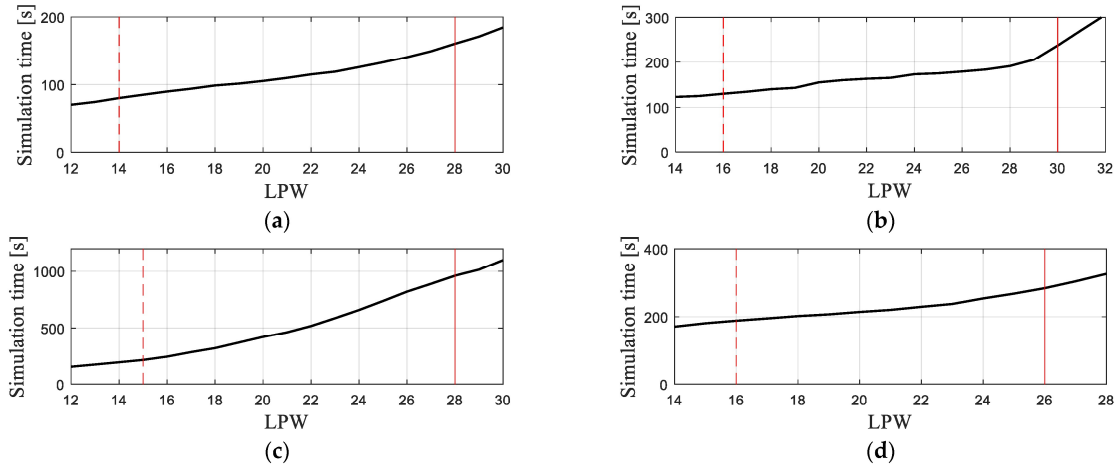 200
100
0
Simulation time [s]
12 14 16 18 20 22 24 26 28 30
LPW
(a)
300
200
100
0
Simulation time [s]
14 16 18 20 22 24 26 28 30 32
LPW
(b)
1000
500
0
Simulation time [s]
12 14 16 18 20 22 24 26 28 30
LPW
(c)
400
200
0
Simulation time [s]
14 16 18 20 22 24 26 28
LPW
(d)